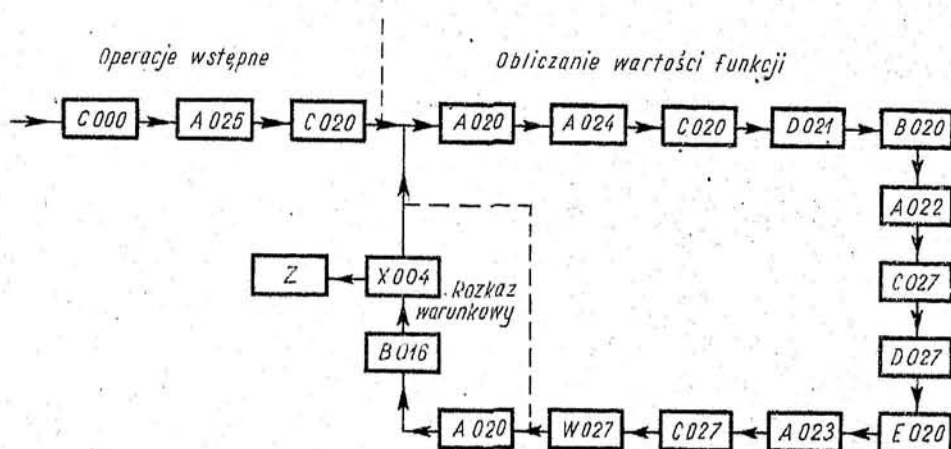 Operacje wstępne
Obliczanie wartości funkcji
C000
A025
C020
A020
A024
C020
D021
B020
A022
C027
D027
E020
A023
C027
W027
A020
B016
X004
Z
Rozkaz
warunkowy